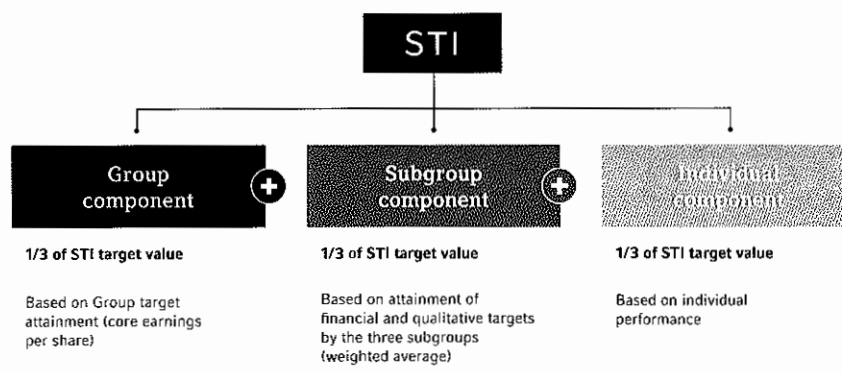 STI
Group
component
Subgroup
component
Individual
component
1/3 of STI target value
1/3 of STI target value
1/3 of STI target value
Based on Group target
attainment (core earnings
per share)
Based on attainment of
financial and qualitative targets
by the three subgroups
(weighted average)
Based on individual
performance